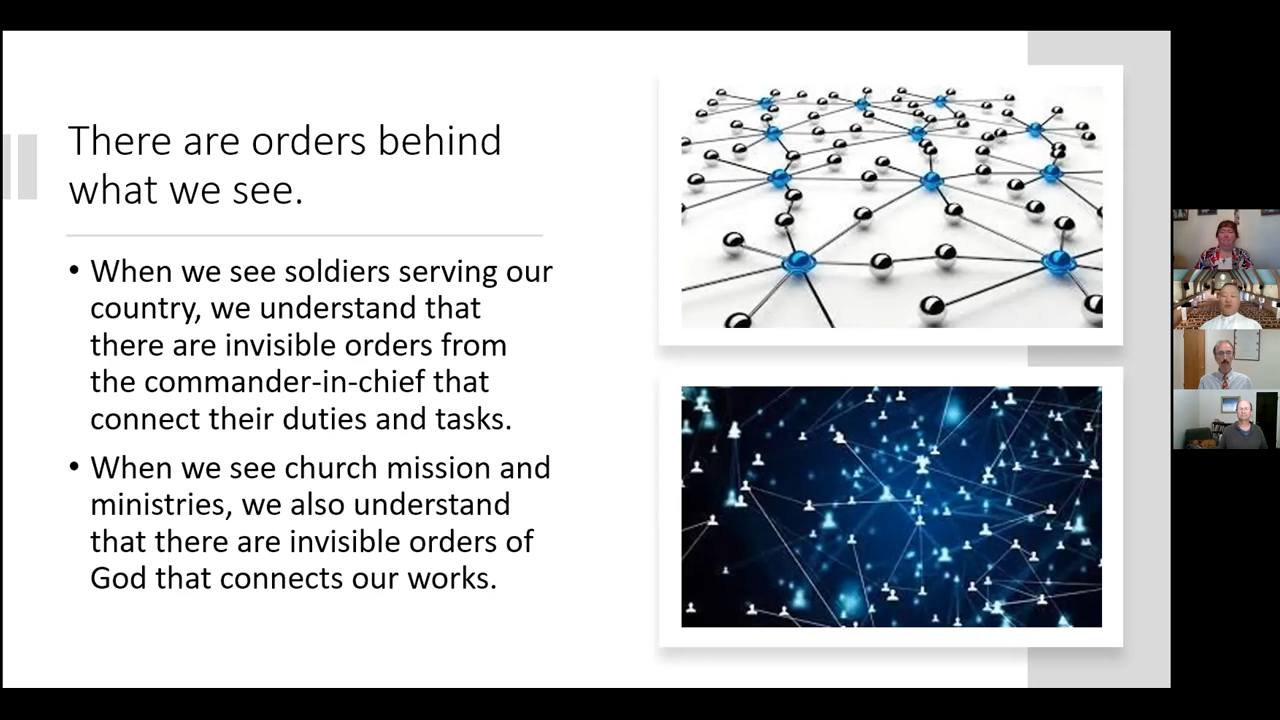 There are orders behind
what we see.
• When we see soldiers serving our
country, we understand that
there are invisible orders from
the commander-in-chief that
connect their duties and tasks.
• When we see church mission and
ministries, we also understand
that there are invisible orders of
God that connects our works.